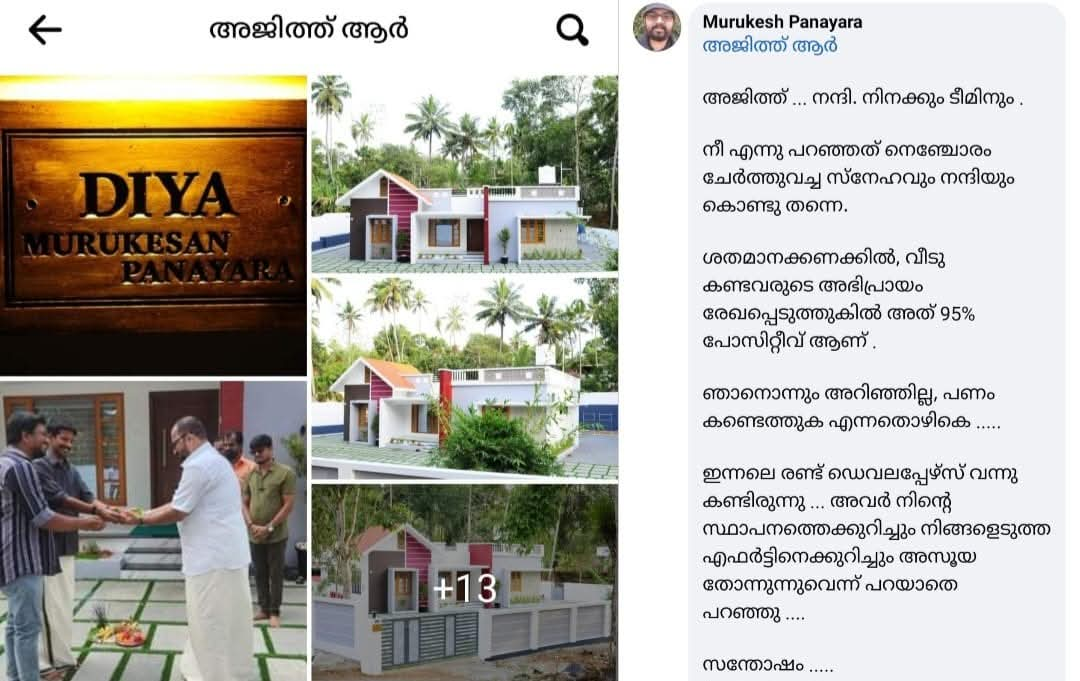 അജിത്ത് ആർ
DIYA
MURUKESAN
PANAYARA
+13
Murukesh Panayara
അജിത്ത് ആർ
അജിത്ത് ... നന്ദി. നിനക്കും ടീമിനും .
നീ എന്നു പറഞ്ഞത് നെഞ്ചോരം
ചേർത്തുവച്ച സ്നേഹവും നന്ദിയും
കൊണ്ടു തന്നെ.
ശതമാനക്കണക്കിൽ, വീടു
കണ്ടവരുടെ അഭിപ്രായം
രേഖപ്പെടുത്തുകിൽ അത് 95%
പോസിറ്റീവ് ആണ് .
ഞാനൊന്നും അറിഞ്ഞില്ല, പണം
കണ്ടെത്തുക എന്നതൊഴികെ .....
ഇന്നലെ രണ്ട് ഡെവലപ്പേഴ്സ് വന്നു
കണ്ടിരുന്നു ... അവർ നിന്റെ
സ്ഥാപനത്തെക്കുറിച്ചും നിങ്ങളെടുത്ത
എഫർട്ടിനെക്കുറിച്ചും അസൂയ
തോന്നുന്നുവെന്ന് പറയാതെ
പറഞ്ഞു ....
സന്തോഷം .....